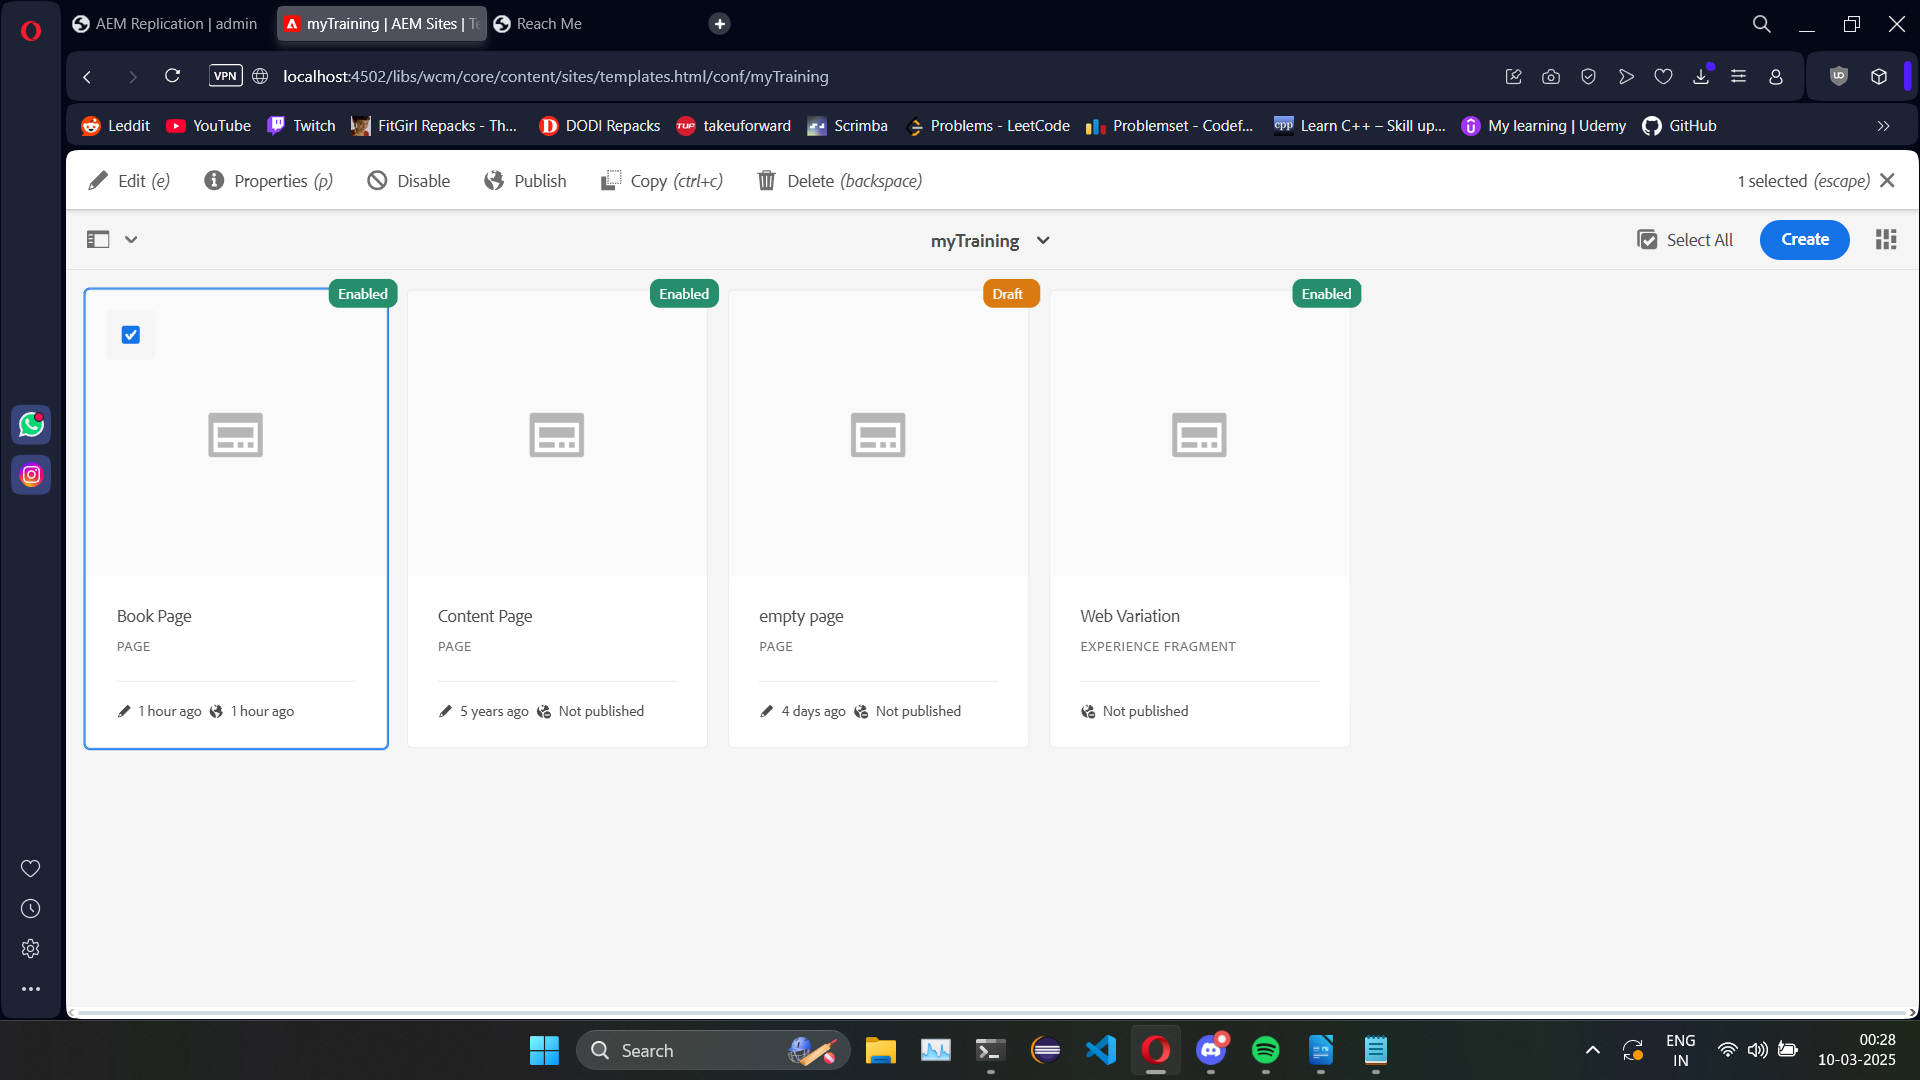 AEM Replication | admin
myTraining | AEM Sites | Te
Reach Me
VPN
localhost:4502/libs/wcm/core/content/sites/templates.html/conf/myTraining
Leddit
YouTube
Twitch
FitGirl Repacks - Th...
DODI Repacks
TUF takeuforward
Scrimba
Problems - LeetCode
Problemset - Codef...
cpp Learn C++ – Skill up...
My learning | Udemy
GitHub
Edit (e)
Properties (p)
Disable
Publish
Copy (ctrl+c)
Delete (backspace)
1 selected (escape)
myTraining
Select All
Create
Enabled
Enabled
Draft
Enabled
Book Page
PAGE
1 hour ago 1 hour ago
Content Page
PAGE
5 years ago Not published
empty page
PAGE
4 days ago Not published
Web Variation
EXPERIENCE FRAGMENT
Not published
Search
ENG
IN
00:28
10-03-2025